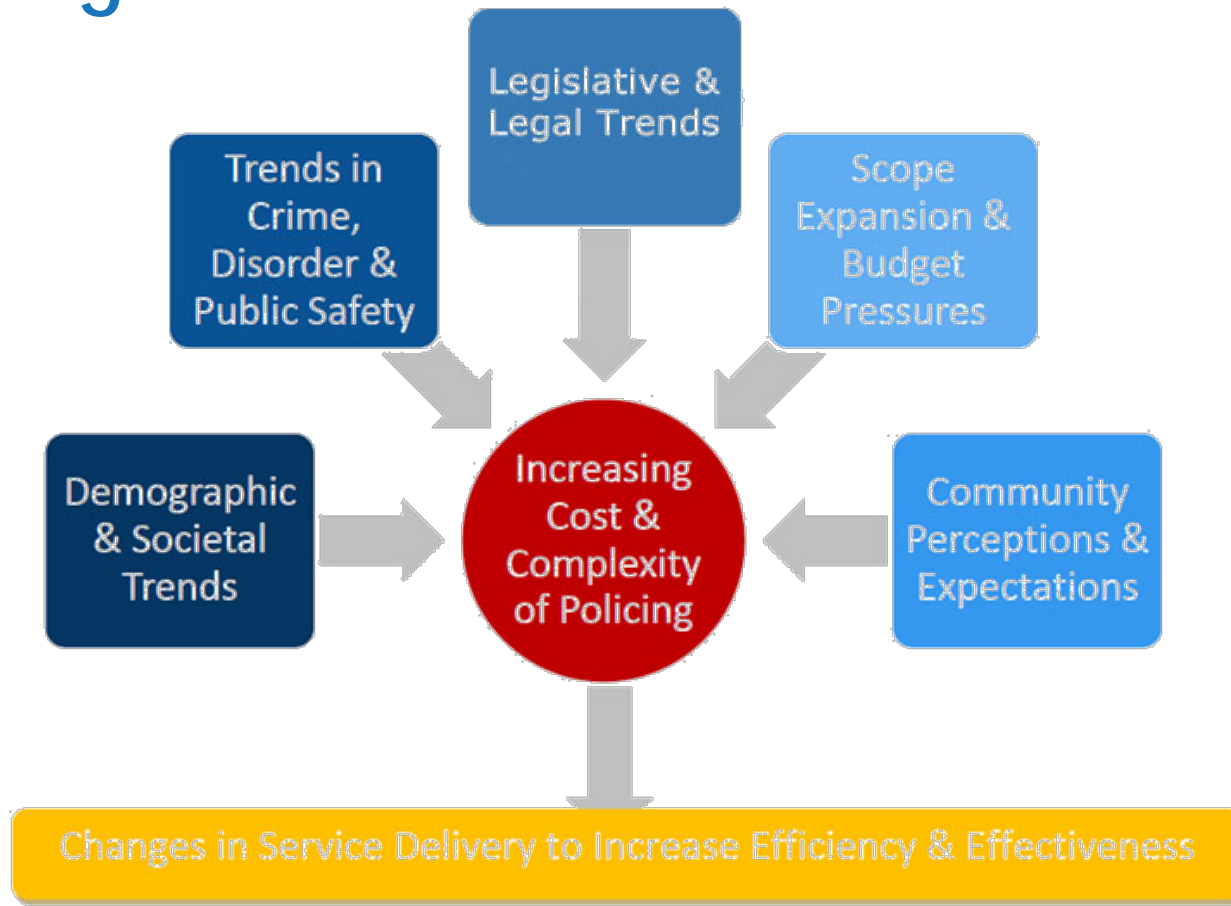 Legislative &
Legal Trends
Trends in
Crime,
Disorder &
Public Safety
Scope
Expansion &
Budget
Pressures
Demographic
& Societal
Trends
Increasing
Cost &
Complexity
of Policing
Community
Perceptions &
Expectations
Changes in Service Delivery to Increase Efficiency & Effectiveness